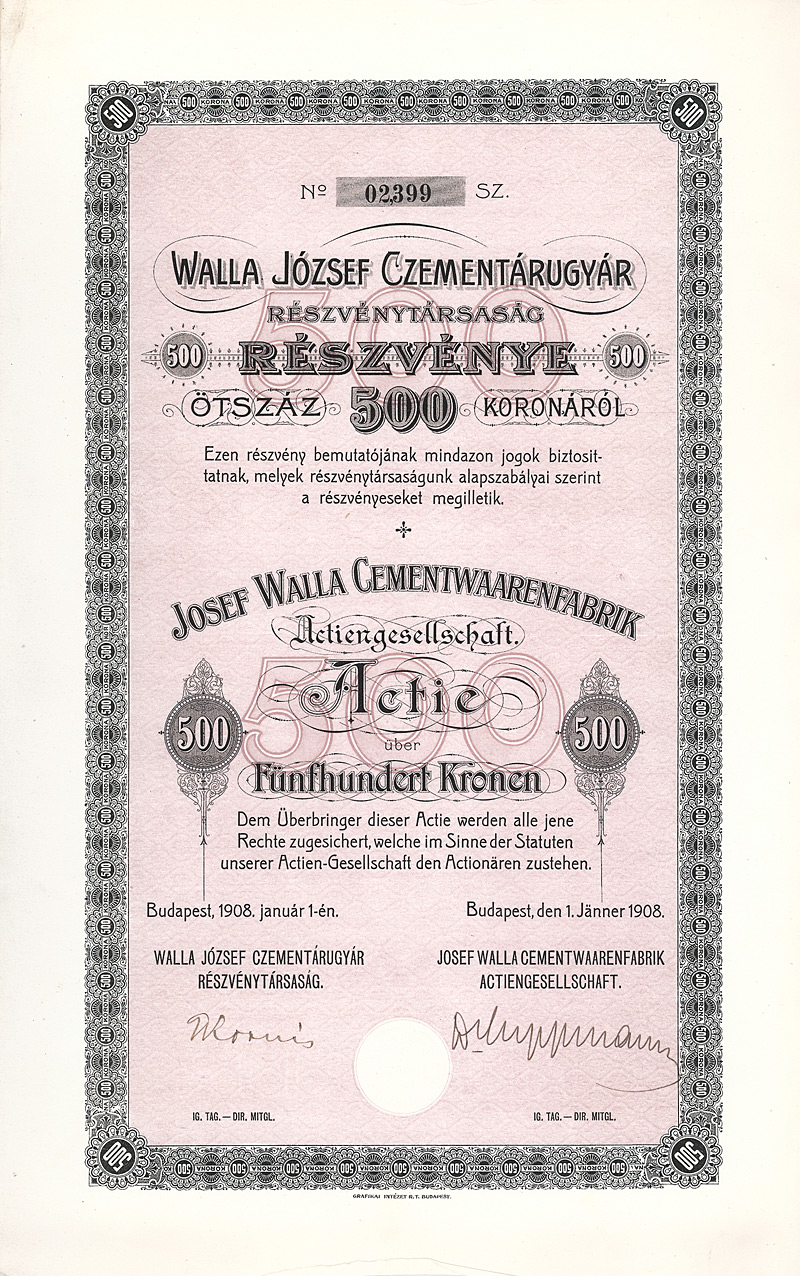 Nº 02,399 SZ.
WALLA JÓZSEF CZEMENTÁRUGYÁR
RÉSZVÉNYTÁRSASÁG
500 RÉSZVÉNYE 500
ÖTSZÁZ 500 KORONÁRÓL
Ezen részvény bemutatójának mindazon jogok biztosit-
tatnak, melyek részvénytársaságunk alapszabályai szerint
a részvényeseket megilletik.
JOSEF WALLA CEMENTWAARENFABRIK
Actiengesellschaft.
Actie
500 über 500
Fünfhundert Kronen
Dem Überbringer dieser Actie werden alle jene
Rechte zugesichert, welche im Sinne der Statuten
unserer Actien-Gesellschaft den Actionären zustehen.
Budapest, 1908. január 1-én. Budapest, den 1. Jänner 1908.
WALLA JÓZSEF CZEMENTÁRUGYÁR JOSEF WALLA CEMENTWAARENFABRIK
RÉSZVÉNYTÁRSASÁG. ACTIENGESELLSCHAFT.
IG. TAG. — DIR. MITGL. IG. TAG. — DIR. MITGL.
GRAFIKAI INTÉZET R.T. BUDAPEST.